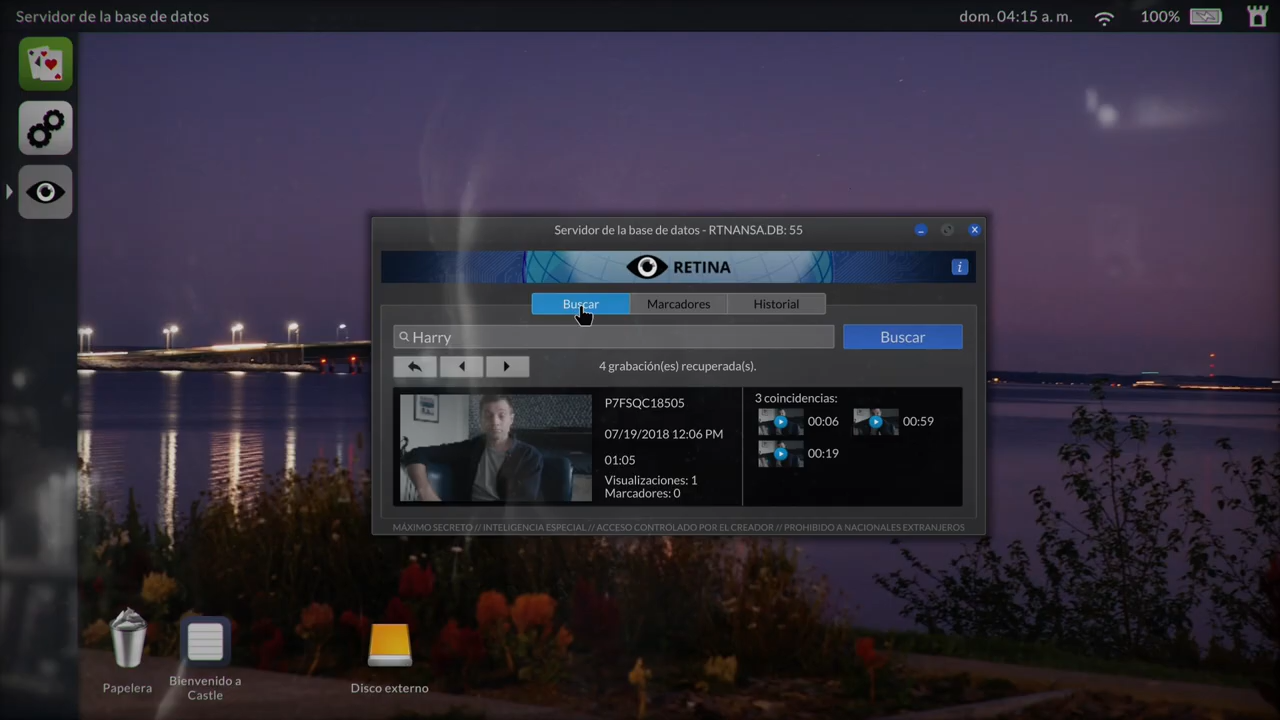 Servidor de la base de datos
dom. 04:15 a. m.
100%
Servidor de la base de datos - RTNANSA.DB: 55
RETINA
i
Buscar
Marcadores
Historial
Harry
Buscar
4 grabación(es) recuperada(s).
P7FSQC18505
07/19/2018 12:06 PM
01:05
Visualizaciones: 1
Marcadores: 0
3 coincidencias:
00:06
00:59
00:19
MÁXIMO SECRETO // INTELIGENCIA ESPECIAL // ACCESO CONTROLADO POR EL CREADOR // PROHIBIDO A NACIONALES EXTRANJEROS
Papelera
Bienvenido a
Castle
Disco externo